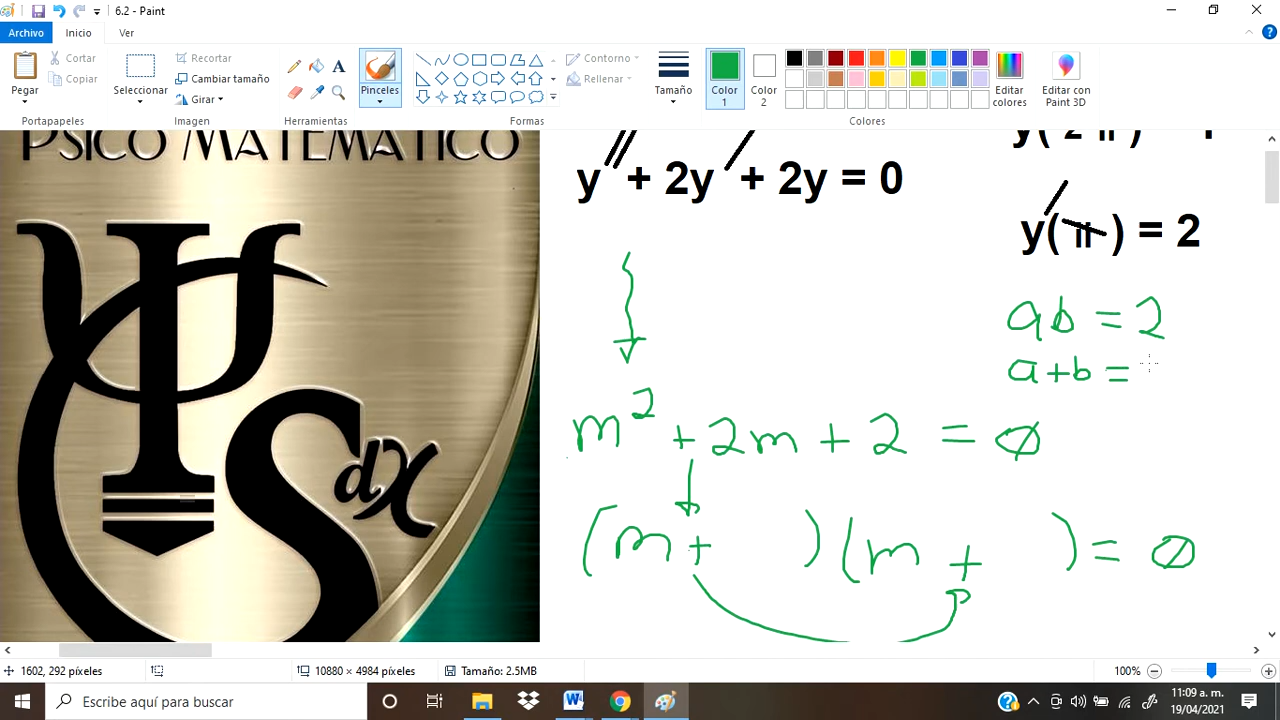 6.2 - Paint
Archivo Inicio Ver
Pegar
Cortar
Copiar
Portapapeles
Seleccionar
Recortar
Cambiar tamaño
Girar
Imagen
A
Herramientas
Pinceles
Contorno
Rellenar
Formas
Tamaño
Color 1
Color 2
Editar colores
Editar con Paint 3D
Colores
PSICO MATEMATICO
dx
y'' + 2y' + 2y = 0
y'(π) = 2
ab = 2
a+b =
m² + 2m + 2 = 0
(m+ )(m + ) = 0
1602, 292 píxeles
10880 × 4984 píxeles
Tamaño: 2.5MB
100%
Escribe aquí para buscar
11:09 a. m.
19/04/2021